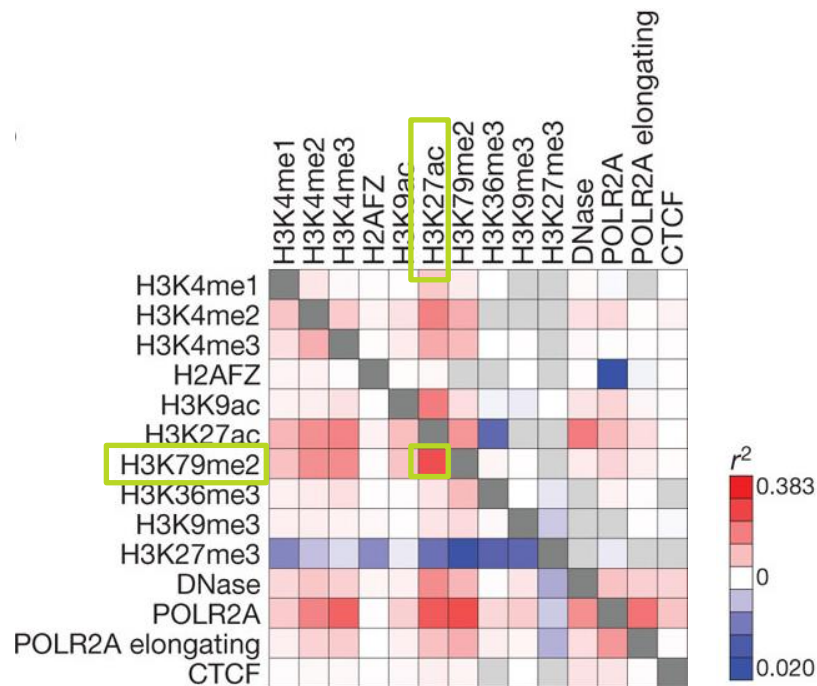 H3K4me1
H3K4me2
H3K4me3
H2AFZ
H3K9ac
H3K27ac
H3K79me2
H3K36me3
H3K9me3
H3K27me3
DNase
POLR2A
POLR2A elongating
CTCF
H3K4me1
H3K4me2
H3K4me3
H2AFZ
H3K9ac
H3K27ac
H3K79me2
H3K36me3
H3K9me3
H3K27me3
DNase
POLR2A
POLR2A elongating
CTCF
r²
0.383
0
0.020